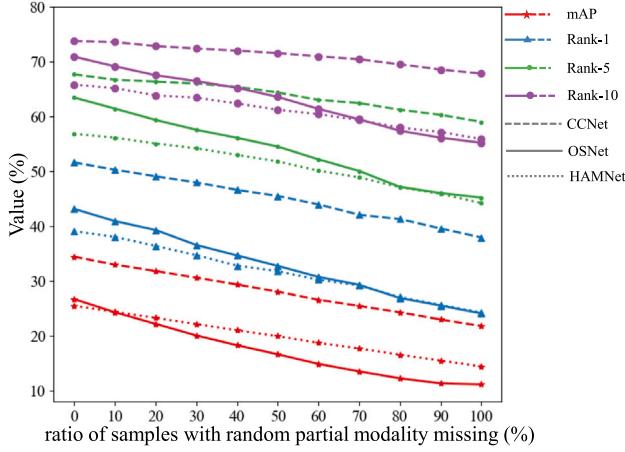 80
70
60
50
40
30
20
10
Value (%)
0 10 20 30 40 50 60 70 80 90 100
ratio of samples with random partial modality missing (%)
mAP
Rank-1
Rank-5
Rank-10
CCNet
OSNet
HAMNet